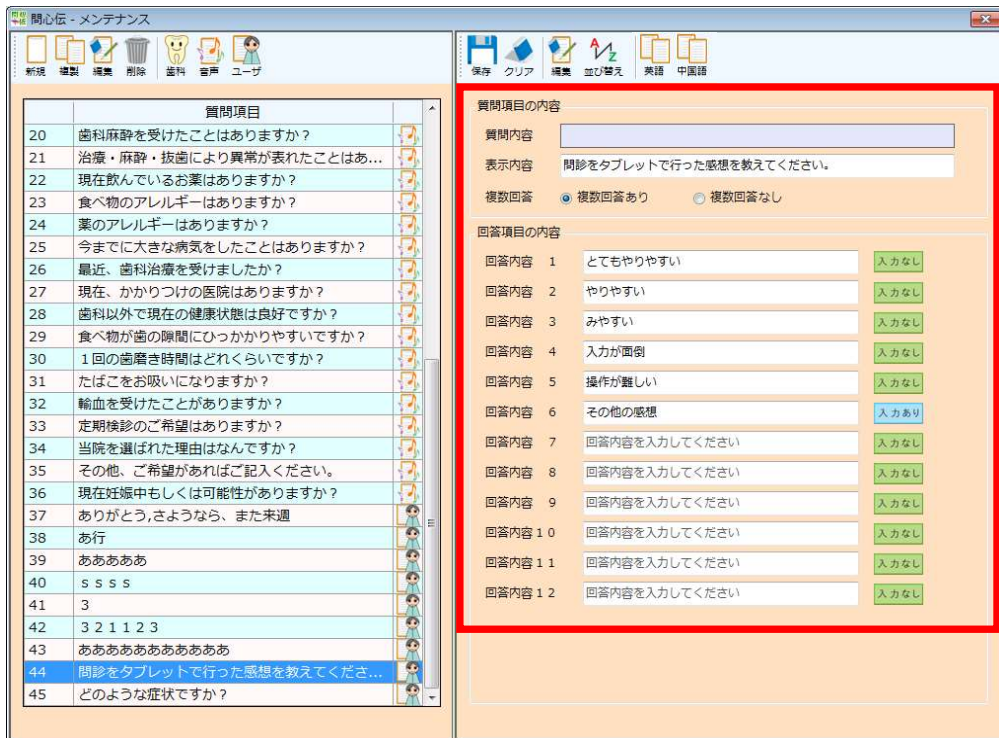 問心伝 - メンテナンス
新規 複製 編集 削除 歯科 音声 ユーザ
質問項目
20 歯科麻酔を受けたことはありますか？
21 治療・麻酔・抜歯により異常が表れたことはあ...
22 現在飲んでいるお薬はありますか？
23 食べ物のアレルギーはありますか？
24 薬のアレルギーはありますか？
25 今までに大きな病気をしたことはありますか？
26 最近、歯科治療を受けましたか？
27 現在、かかりつけの医院はありますか？
28 歯科以外で現在の健康状態は良好ですか？
29 食べ物が歯の隙間にひっかかりやすいですか？
30 １回の歯磨き時間はどれくらいですか？
31 たばこをお吸いになりますか？
32 輸血を受けたことがありますか？
33 定期検診のご希望はありますか？
34 当院を選ばれた理由はなんですか？
35 その他、ご希望があればご記入ください。
36 現在妊娠中もしくは可能性がありますか？
37 ありがとう,さようなら、また来週
38 あ行
39 あああああ
40 ｓｓｓｓ
41 3
42 ３２１１２３
43 あああああああああああ
44 問診をタブレットで行った感想を教えてくださ...
45 どのような症状ですか？
保存 クリア 編集 並び替え 英語 中国語
質問項目の内容
質問内容
表示内容 問診をタブレットで行った感想を教えてください。
複数回答 複数回答あり 複数回答なし
回答項目の内容
回答内容 1 とてもやりやすい 入力なし
回答内容 2 やりやすい 入力なし
回答内容 3 みやすい 入力なし
回答内容 4 入力が面倒 入力なし
回答内容 5 操作が難しい 入力なし
回答内容 6 その他の感想 入力あり
回答内容 7 回答内容を入力してください 入力なし
回答内容 8 回答内容を入力してください 入力なし
回答内容 9 回答内容を入力してください 入力なし
回答内容１０ 回答内容を入力してください 入力なし
回答内容１１ 回答内容を入力してください 入力なし
回答内容１２ 回答内容を入力してください 入力なし